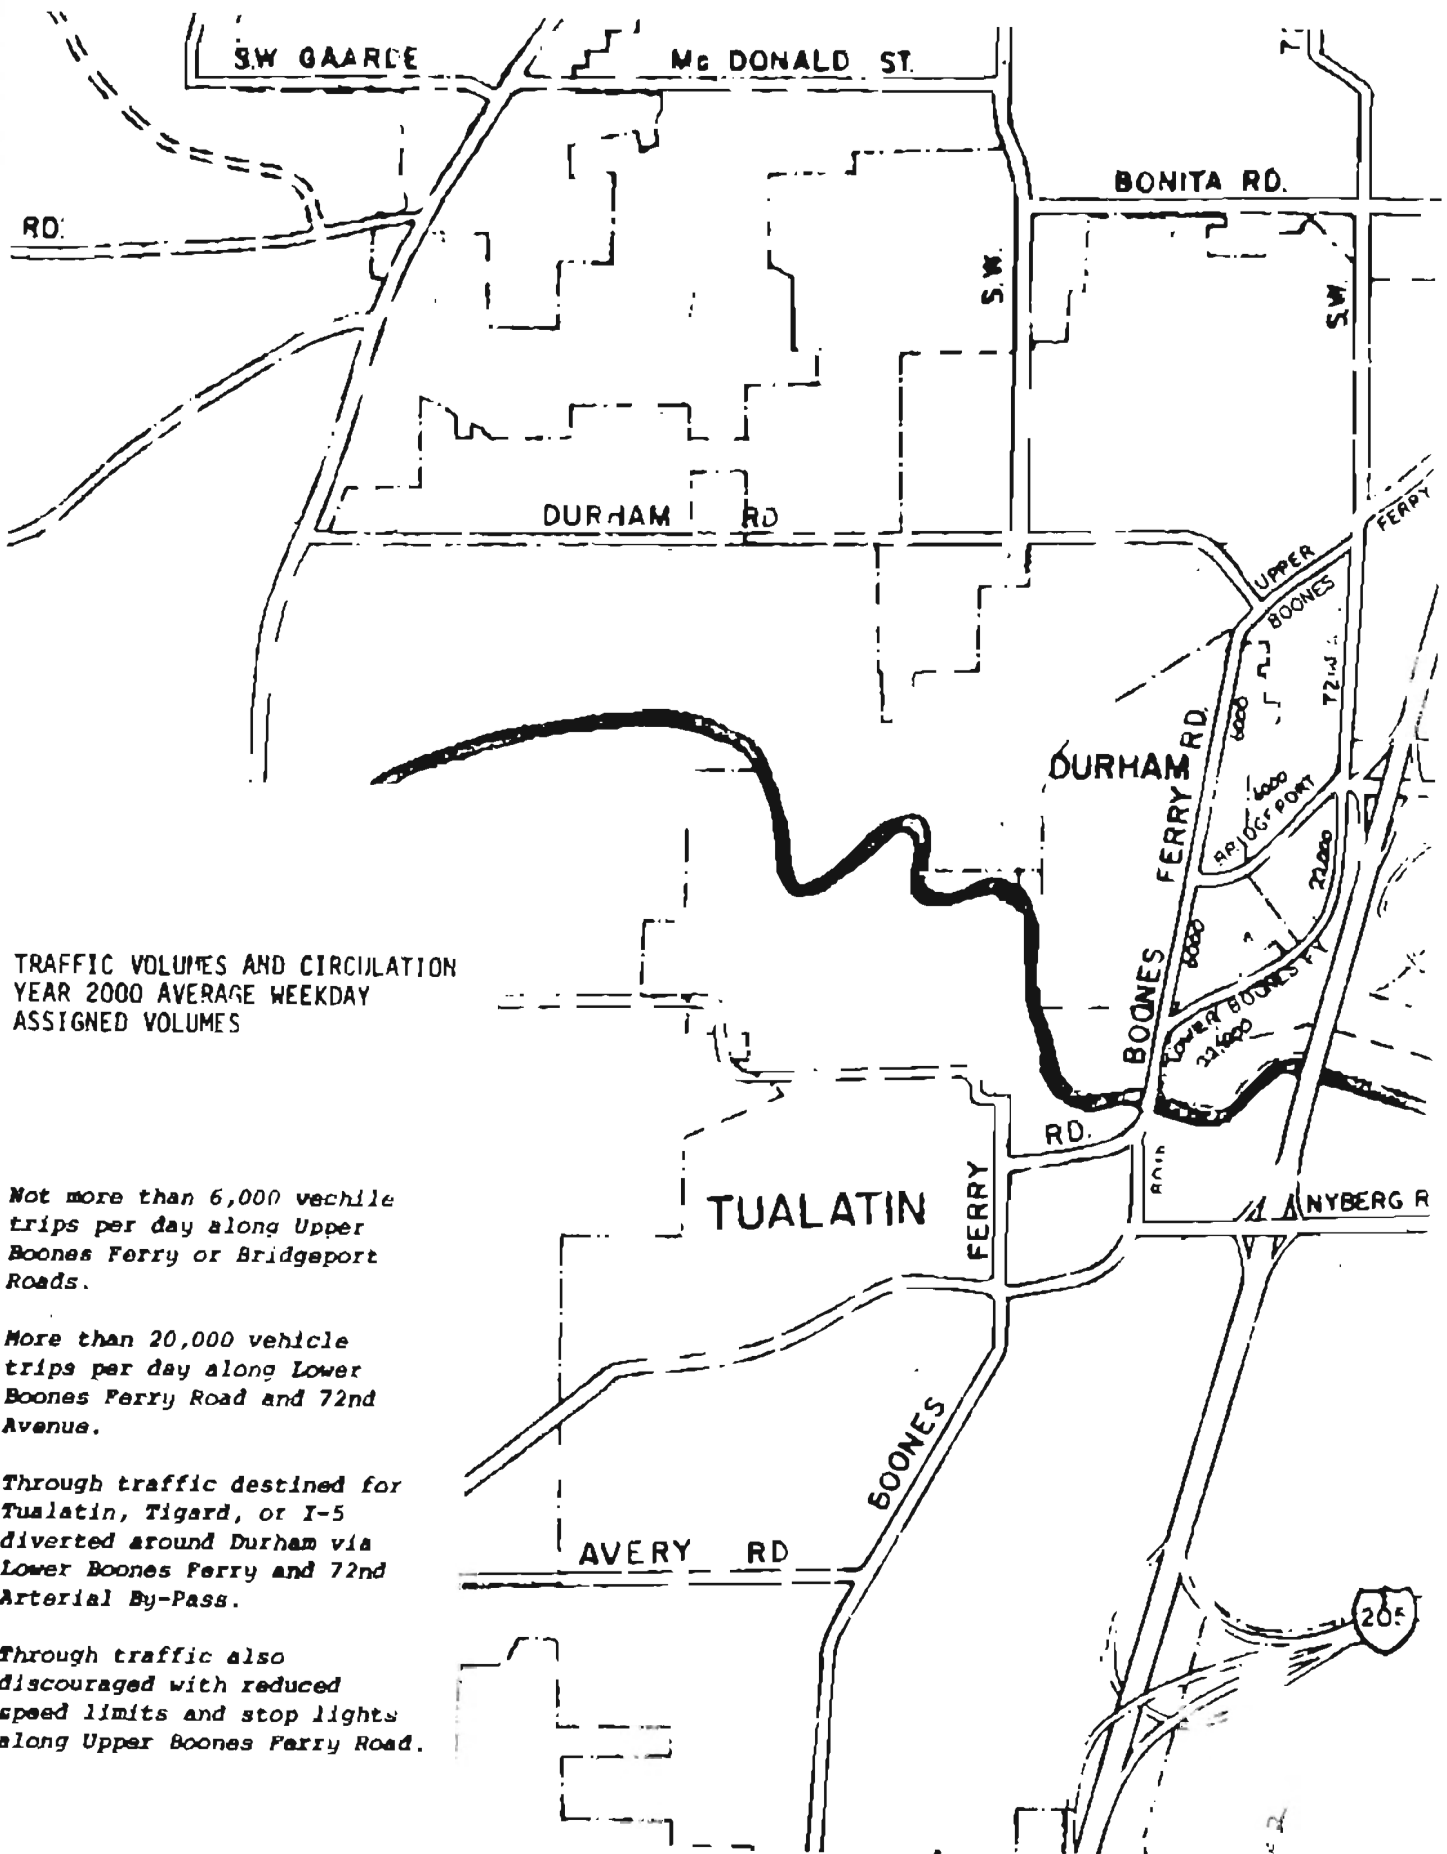 S.W GAARDE
Mc DONALD ST.
BONITA RD.
RD.
S.W.
S.W.
DURHAM RD
FERRY
UPPER
BOONES
72nd
6000
DURHAM
BOONES FERRY RD.
6000
BRIDGEPORT
22,000
6000
LOWER BOONES FY
22,000
TRAFFIC VOLUMES AND CIRCULATION
YEAR 2000 AVERAGE WEEKDAY
ASSIGNED VOLUMES
RD.
TUALATIN
FERRY
NYBERG R
Not more than 6,000 vechile
trips per day along Upper
Boones Ferry or Bridgeport
Roads.
More than 20,000 vehicle
trips per day along Lower
Boones Ferry Road and 72nd
Avenue.
BOONES
Through traffic destined for
Tualatin, Tigard, or I-5
diverted around Durham via
Lower Boones Ferry and 72nd
Arterial By-Pass.
AVERY RD
205
Through traffic also
discouraged with reduced
speed limits and stop lights
along Upper Boones Ferry Road.